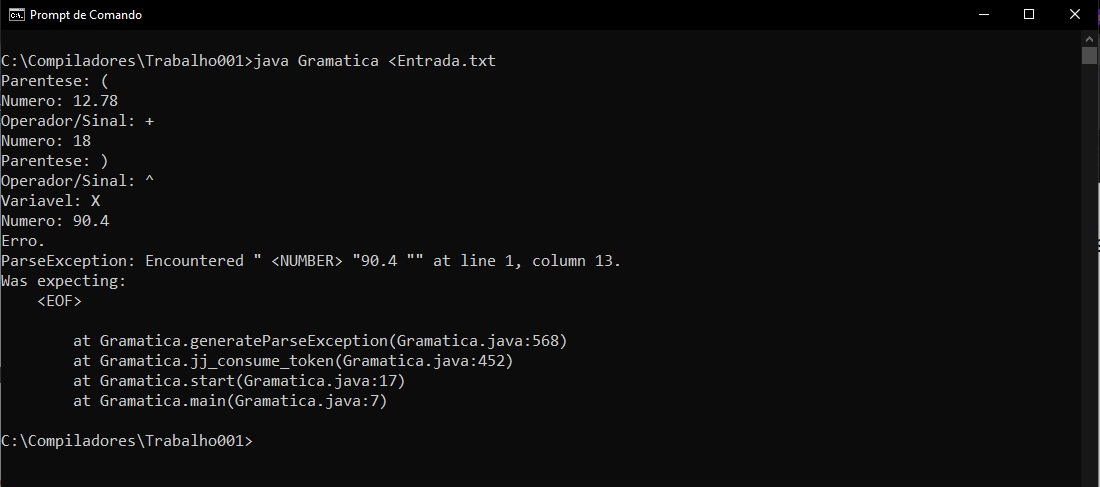 Prompt de Comando
C:\Compiladores\Trabalho001>java Gramatica <Entrada.txt
Parentese: (
Numero: 12.78
Operador/Sinal: +
Numero: 18
Parentese: )
Operador/Sinal: ^
Variavel: X
Numero: 90.4
Erro.
ParseException: Encountered " <NUMBER> "90.4 "" at line 1, column 13.
Was expecting:
    <EOF>
        at Gramatica.generateParseException(Gramatica.java:568)
        at Gramatica.jj_consume_token(Gramatica.java:452)
        at Gramatica.start(Gramatica.java:17)
        at Gramatica.main(Gramatica.java:7)
C:\Compiladores\Trabalho001>